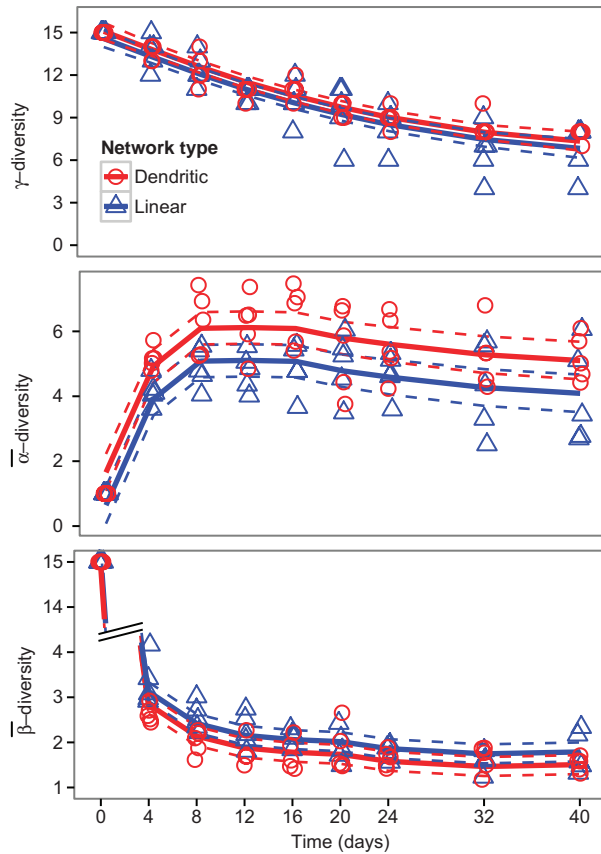 γ–diversity
15
12
9
6
3
0
Network type
Dendritic
Linear
α–diversity
6
4
2
0
β–diversity
15
14
4
3
2
1
0 4 8 12 16 20 24 32 40
Time (days)